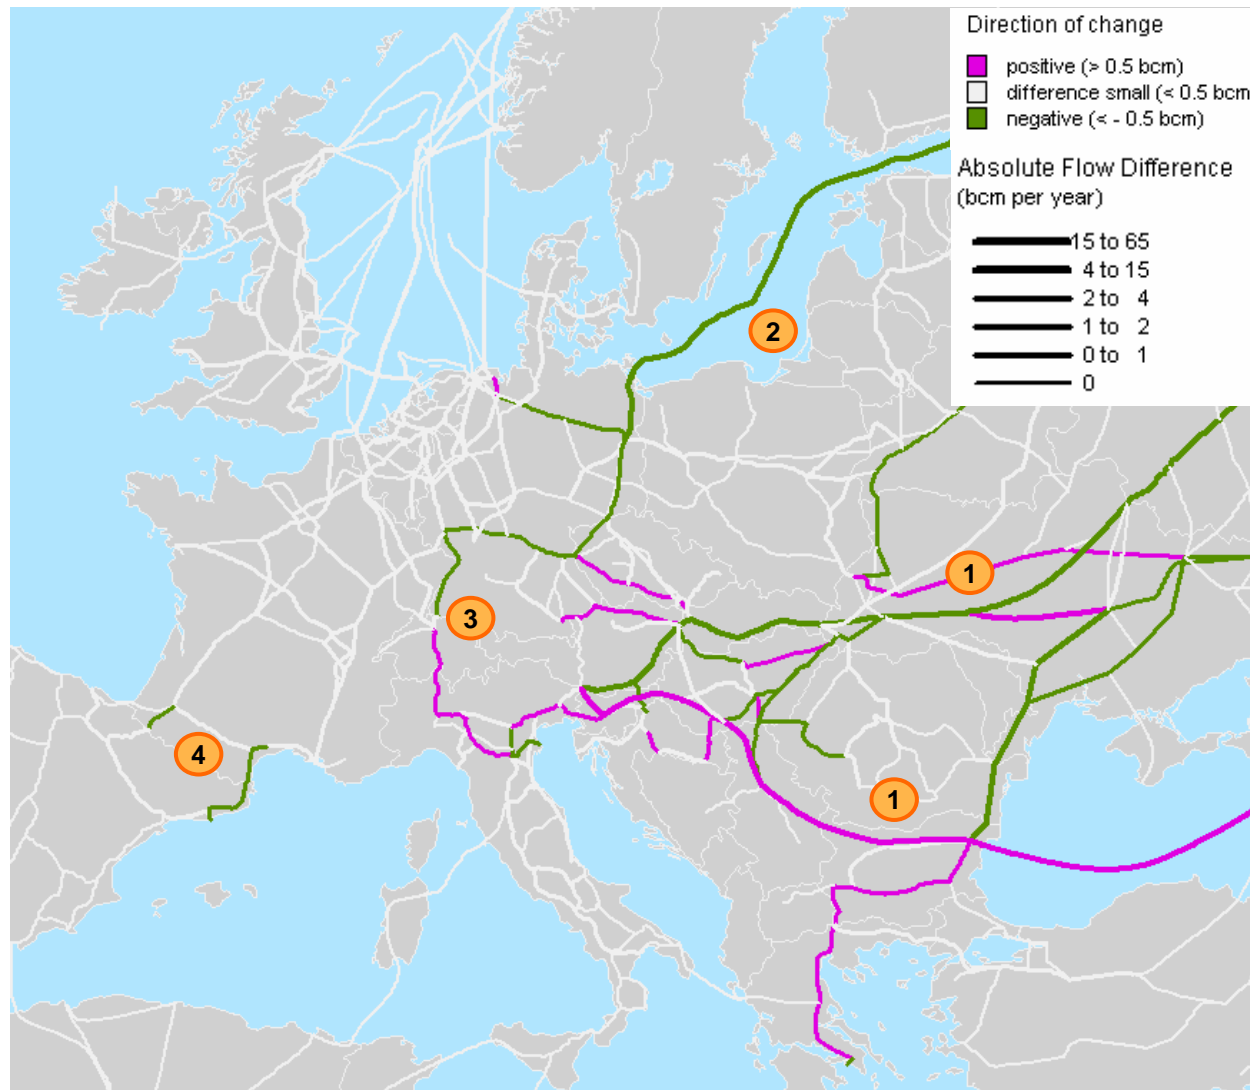 Direction of change
positive (> 0.5 bcm)
difference small (< 0.5 bcm
negative (< - 0.5 bcm)
Absolute Flow Difference
(bcm per year)
15 to 65
4 to 15
2 to 4
1 to 2
0 to 1
0
2
1
3
4
1